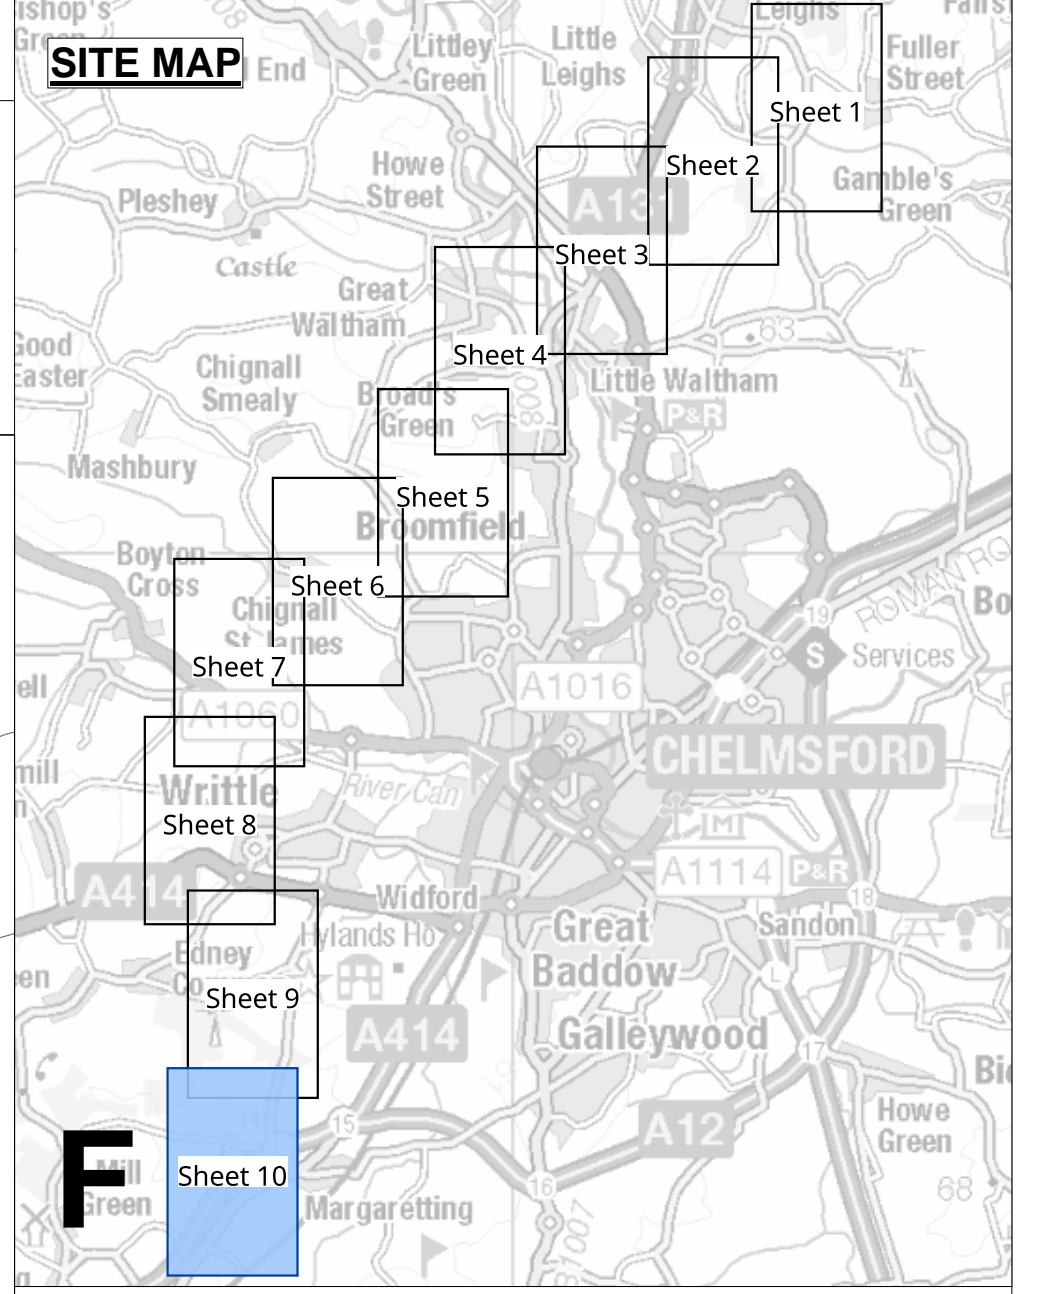 SITE MAP
End
Littley
Green
Little
Leighs
Leighs
Fuller
Street
Sheet 1
Howe
Street
Sheet 2
Pleshey
A131
Gamble's
Green
Castle
Sheet 3
Great
Waltham
63
Good
Easter
Chignall
Smealy
Sheet 4
Little Waltham
Broad's
Green
P&R
Mashbury
Sheet 5
Broomfield
Boyton
Cross
Sheet 6
Chignall
St James
19
ROMAN RO
S
Services
Sheet 7
A1016
A1060
CHELMSFORD
Writtle
River Can
Sheet 8
A414
A1114
P&R
Widford
18
Great
Baddow
Sandon
Hylands Ho
Edney
Co
Sheet 9
L
A414
Galleywood
17
14
15
A12
Howe
Green
F
Mill
Green
Sheet 10
16
68
Margaretting